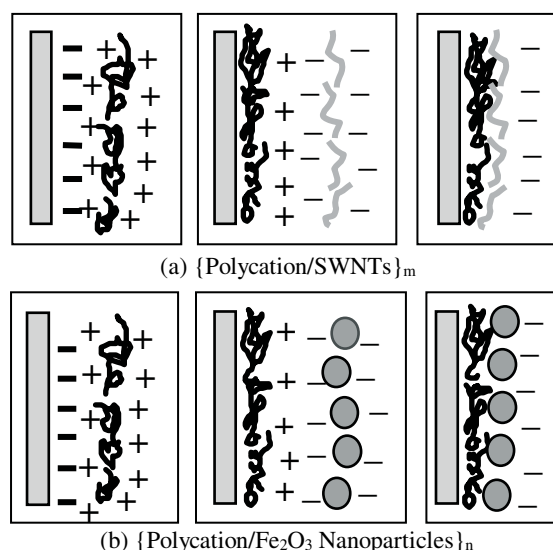 (a) {Polycation/SWNTs}ₘ
(b) {Polycation/Fe₂O₃ Nanoparticles}ₙ